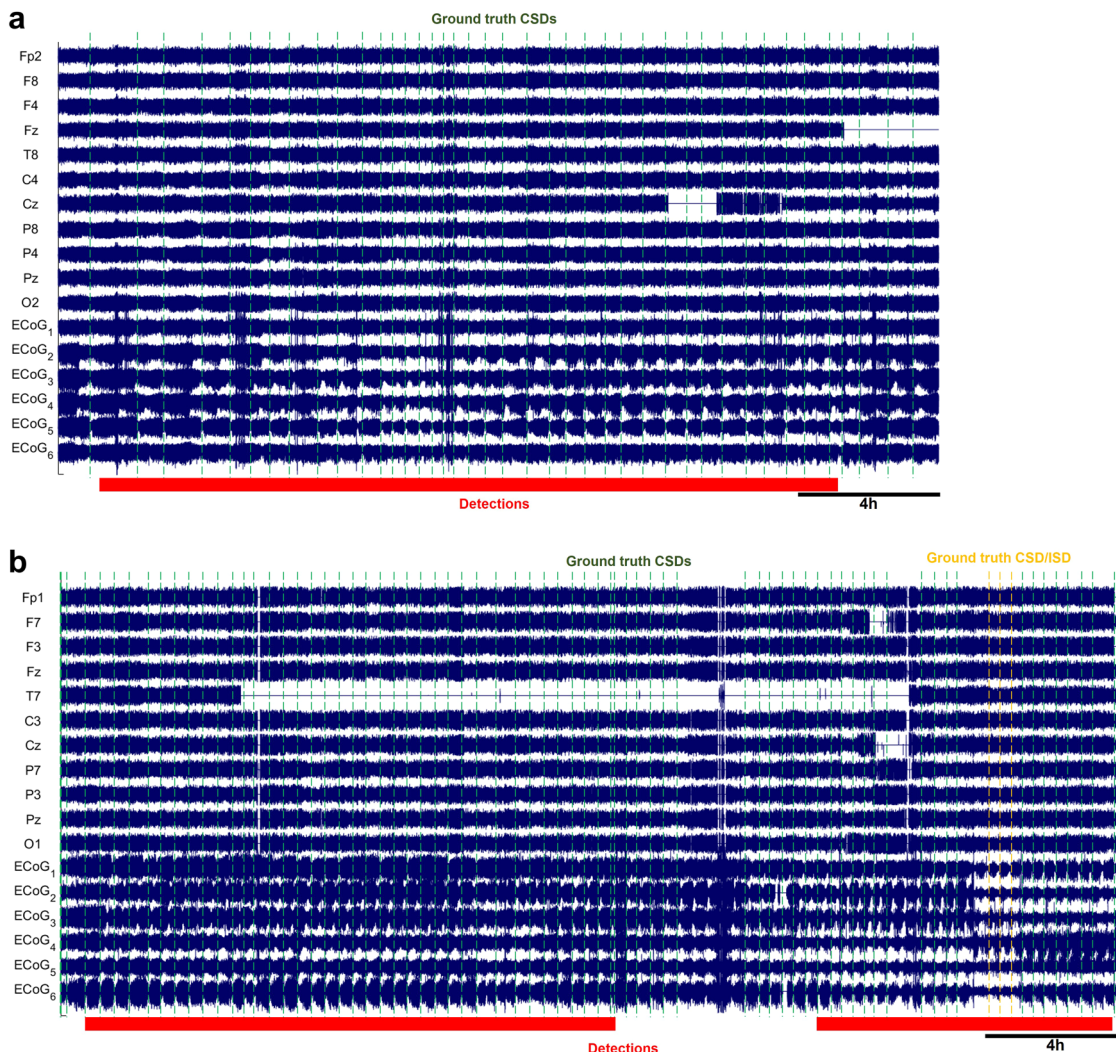 a
Ground truth CSDs
Fp2
F8
F4
Fz
T8
C4
Cz
P8
P4
Pz
O2
ECoG1
ECoG2
ECoG3
ECoG4
ECoG5
ECoG6
Detections
4h
b
Ground truth CSDs
Ground truth CSD/ISD
Fp1
F7
F3
Fz
T7
C3
Cz
P7
P3
Pz
O1
ECoG1
ECoG2
ECoG3
ECoG4
ECoG5
ECoG6
Detections
4h